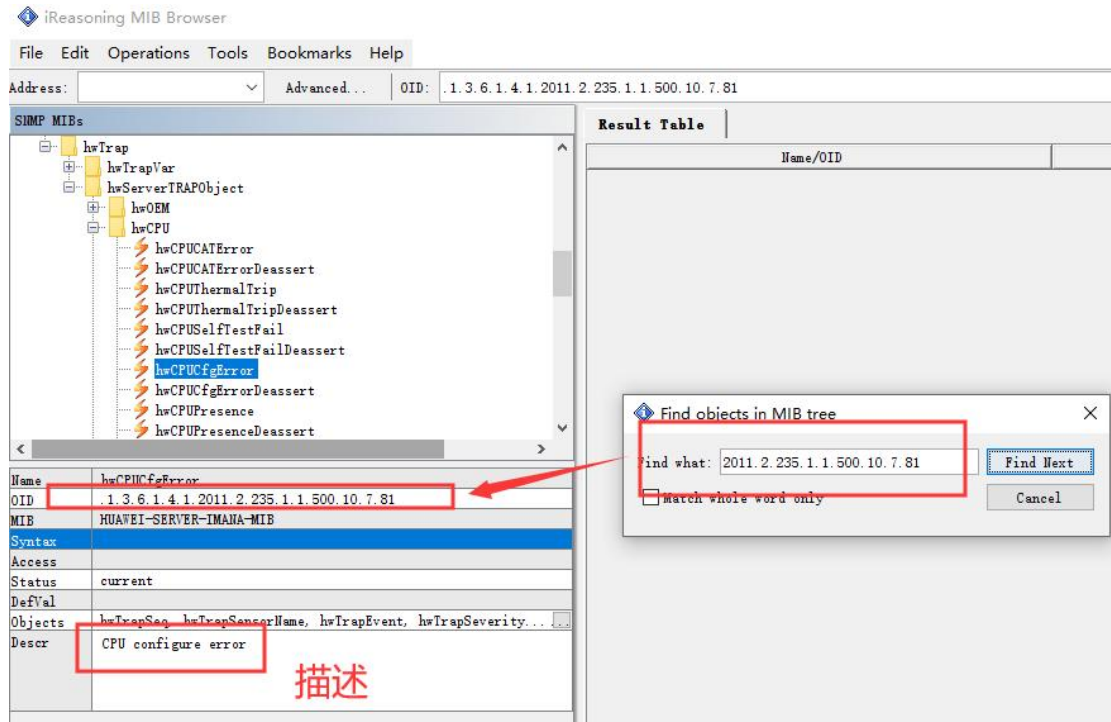 iReasoning MIB Browser
File Edit Operations Tools Bookmarks Help
Address: Advanced... OID: .1.3.6.1.4.1.2011.2.235.1.1.500.10.7.81
SNMP MIBs
Result Table
Name/OID
hwTrap
hwTrapVar
hwServerTRAPObject
hwOEM
hwCPU
hwCPUCATError
hwCPUCATErrorDeassert
hwCPUThermalTrip
hwCPUThermalTripDeassert
hwCPUSelfTestFail
hwCPUSelfTestFailDeassert
hwCPUCfgError
hwCPUCfgErrorDeassert
hwCPUPresence
hwCPUPresenceDeassert
Find objects in MIB tree
Find what: 2011.2.235.1.1.500.10.7.81 Find Next
Match whole word only Cancel
Name hwCPUCfgError
OID .1.3.6.1.4.1.2011.2.235.1.1.500.10.7.81
MIB HUAWEI-SERVER-IMANA-MIB
Syntax
Access
Status current
DefVal
Objects hwTrapSeq, hwTrapSensorName, hwTrapEvent, hwTrapSeverity... ...
Descr CPU configure error
描述